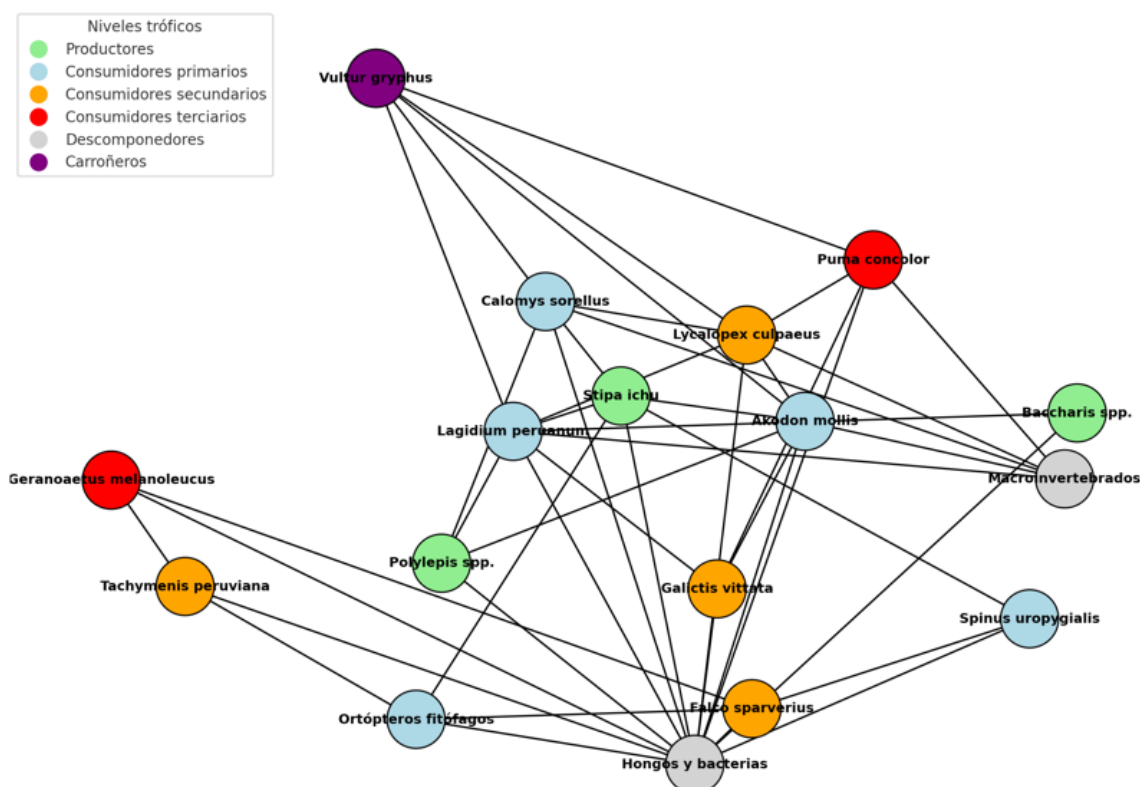 Niveles tróficos
Productores
Consumidores primarios
Consumidores secundarios
Consumidores terciarios
Descomponedores
Carroñeros
Vultur gryphus
Puma concolor
Calomys sorellus
Lycalopex culpaeus
Stipa ichu
Baccharis spp.
Akodon mollis
Lagidium peruanum
Geranoaetus melanoleucus
Macroinvertebrados
Polylepis spp.
Tachymenis peruviana
Galictis vittata
Spinus uropygialis
Falco sparverius
Ortópteros fitófagos
Hongos y bacterias